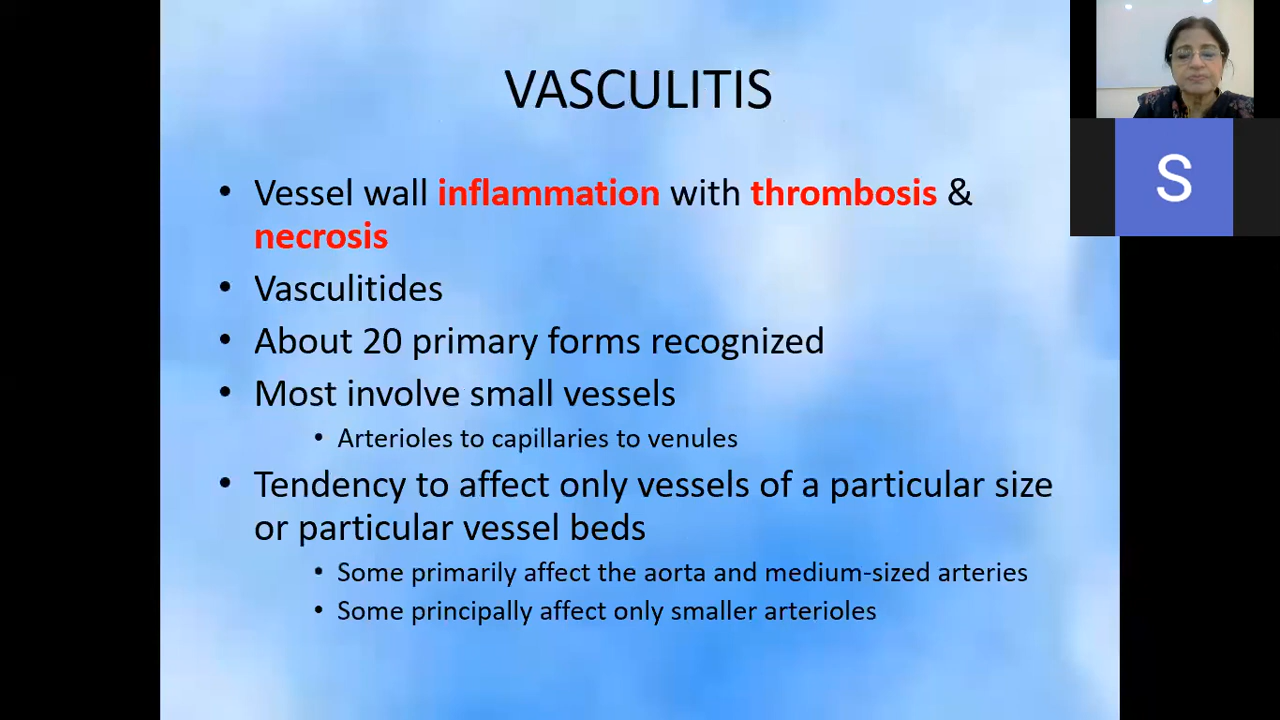 VASCULITIS
• Vessel wall inflammation with thrombosis &
necrosis
• Vasculitides
• About 20 primary forms recognized
• Most involve small vessels
• Arterioles to capillaries to venules
• Tendency to affect only vessels of a particular size
or particular vessel beds
• Some primarily affect the aorta and medium-sized arteries
• Some principally affect only smaller arterioles
S